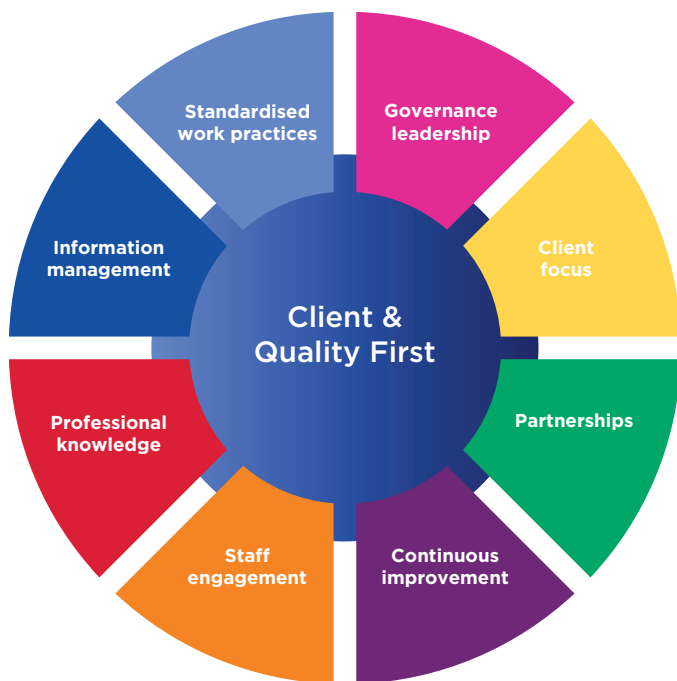 Standardised
work practices
Governance
leadership
Information
management
Client
focus
Client &
Quality First
Professional
knowledge
Partnerships
Staff
engagement
Continuous
improvement